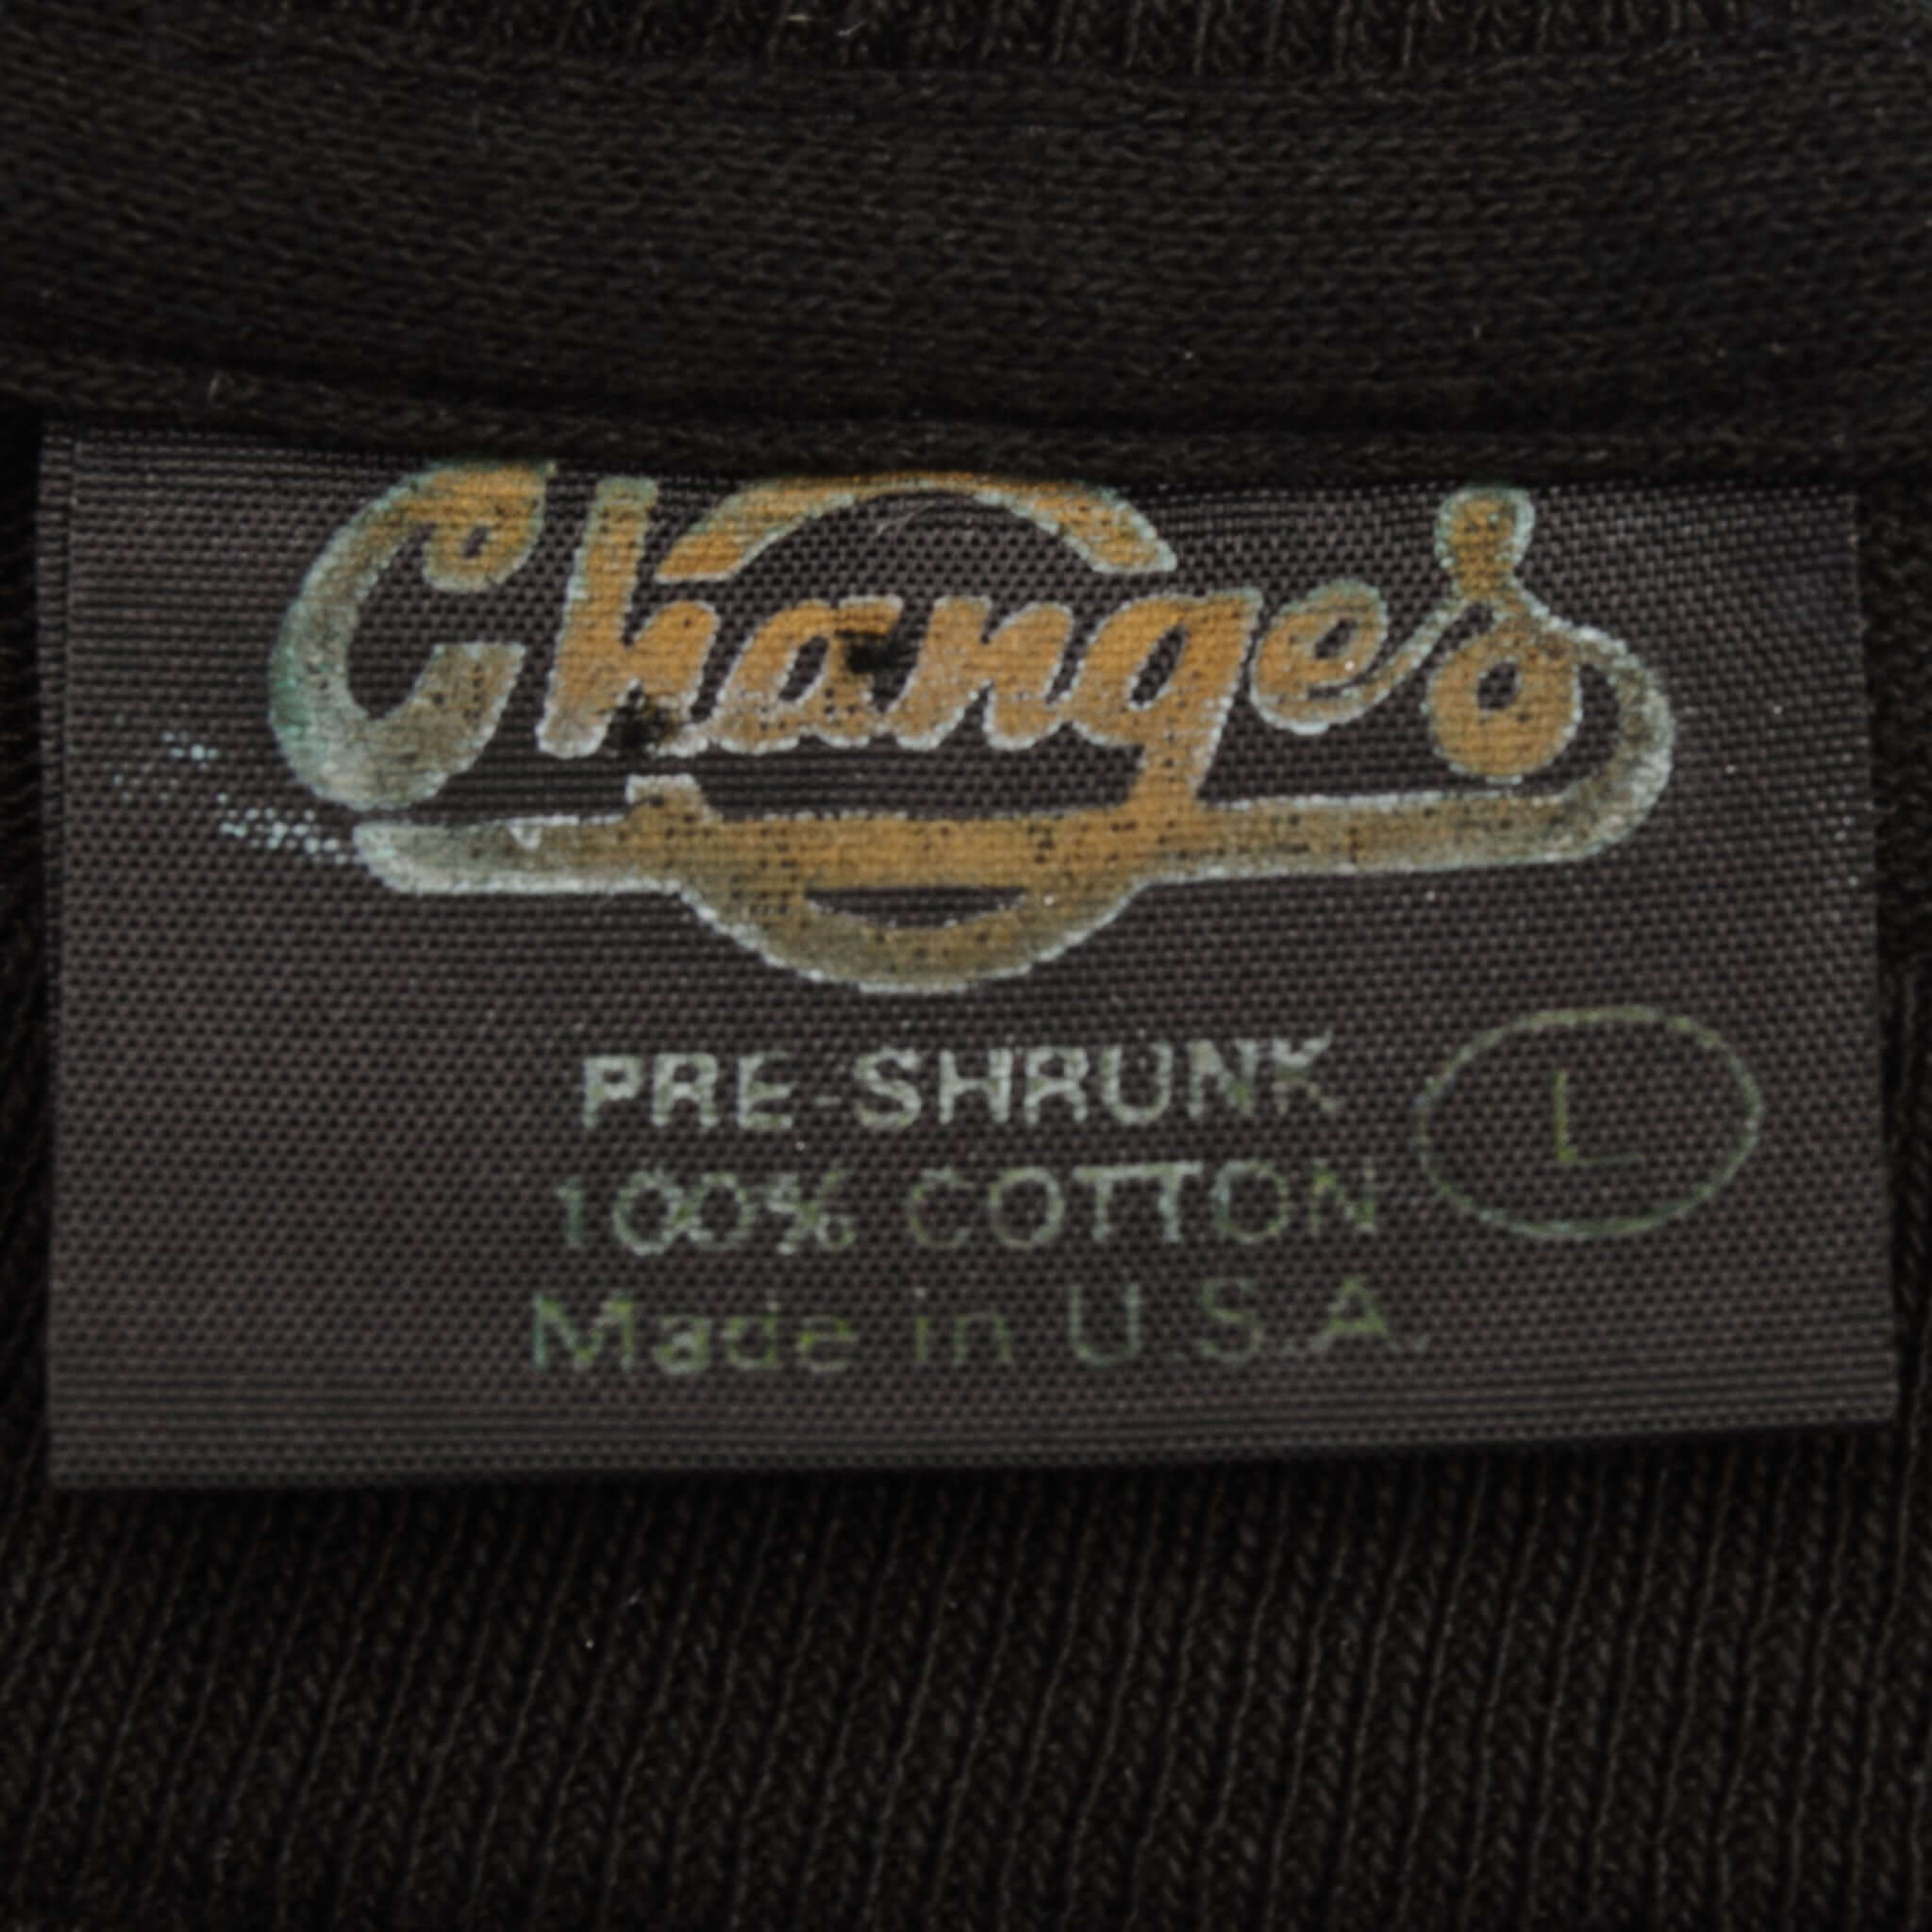 Changes
PRE-SHRUNK
L
100% COTTON
Made in U.S.A.